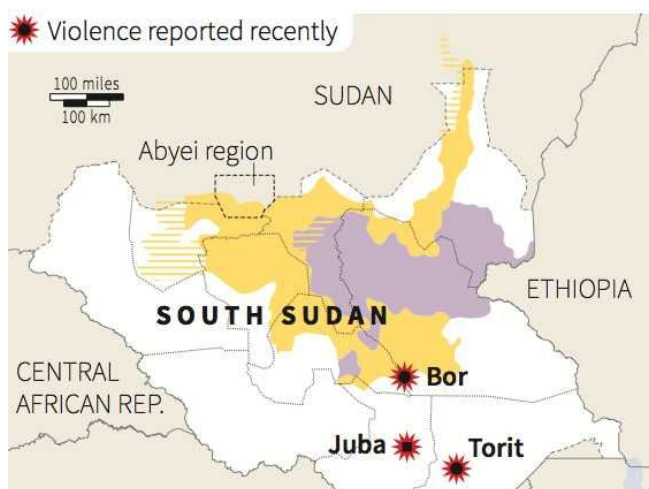 Violence reported recently
100 miles
100 km
SUDAN
Abyei region
ETHIOPIA
SOUTH SUDAN
CENTRAL
AFRICAN REP.
Bor
Juba
Torit